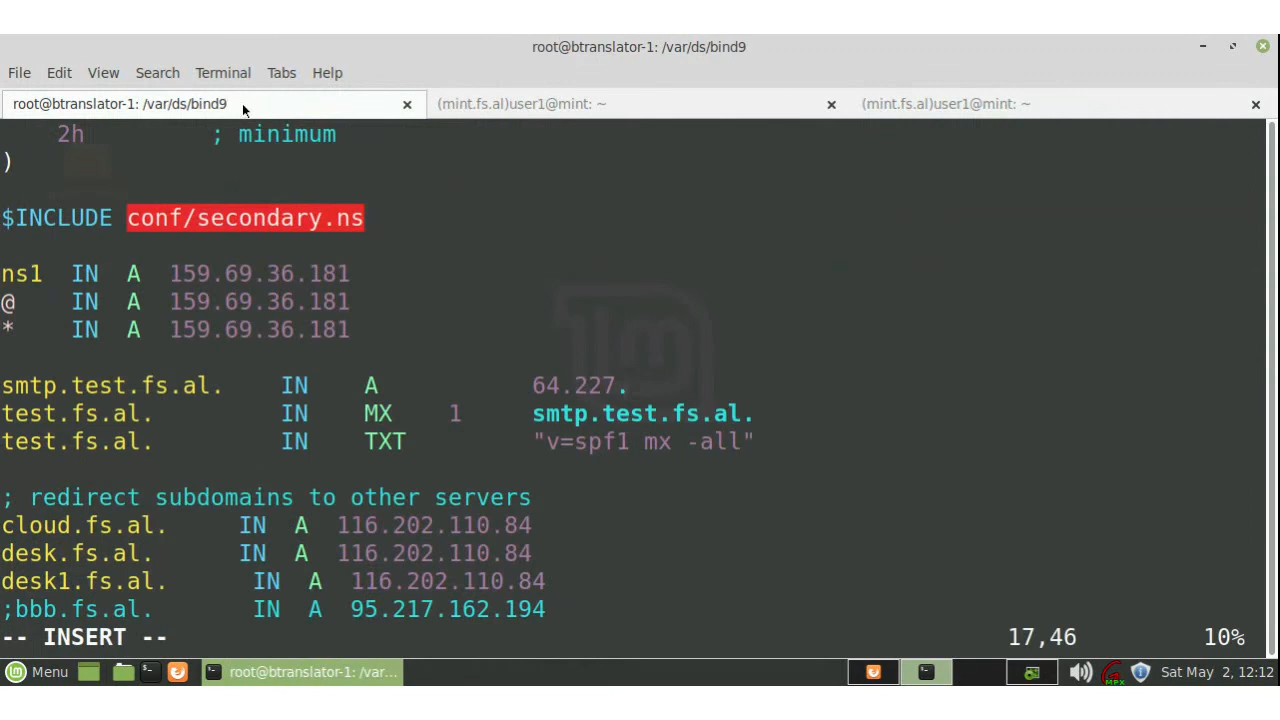 root@btranslator-1: /var/ds/bind9
File Edit View Search Terminal Tabs Help
root@btranslator-1: /var/ds/bind9 (mint.fs.al)user1@mint: ~ (mint.fs.al)user1@mint: ~
2h ; minimum
)
$INCLUDE conf/secondary.ns
ns1 IN A 159.69.36.181
@ IN A 159.69.36.181
* IN A 159.69.36.181
smtp.test.fs.al. IN A 64.227.
test.fs.al. IN MX 1 smtp.test.fs.al.
test.fs.al. IN TXT "v=spf1 mx -all"
; redirect subdomains to other servers
cloud.fs.al. IN A 116.202.110.84
desk.fs.al. IN A 116.202.110.84
desk1.fs.al. IN A 116.202.110.84
;bbb.fs.al. IN A 95.217.162.194
-- INSERT -- 17,46 10%
Menu root@btranslator-1: /var... MPX Sat May 2, 12:12